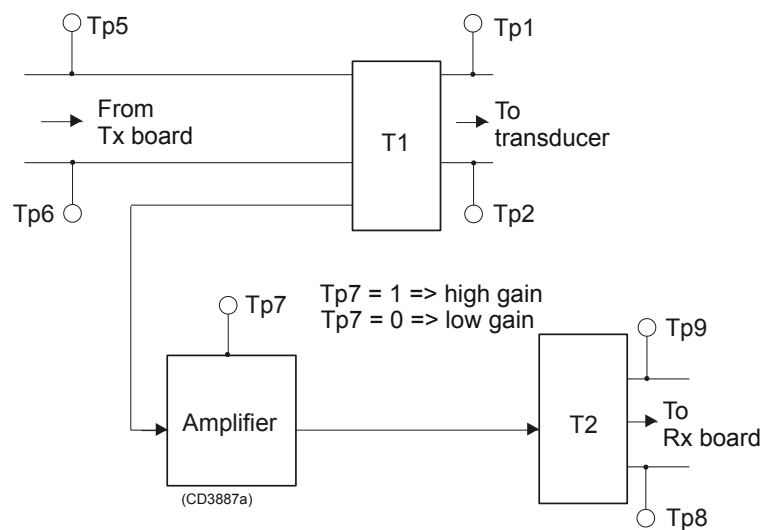 Tp5
Tp1
From
Tx board
T1
To
transducer
Tp6
Tp2
Tp7
Tp7 = 1 => high gain
Tp7 = 0 => low gain
Tp9
Amplifier
T2
To
Rx board
(CD3887a)
Tp8